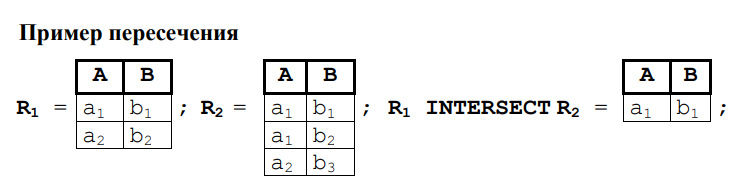 Пример пересечения
A B A B A B
R₁ = a₁ b₁ ; R₂ = a₁ b₁ ; R₁ INTERSECT R₂ = a₁ b₁ ;
a₂ b₂ a₁ b₂
a₂ b₃